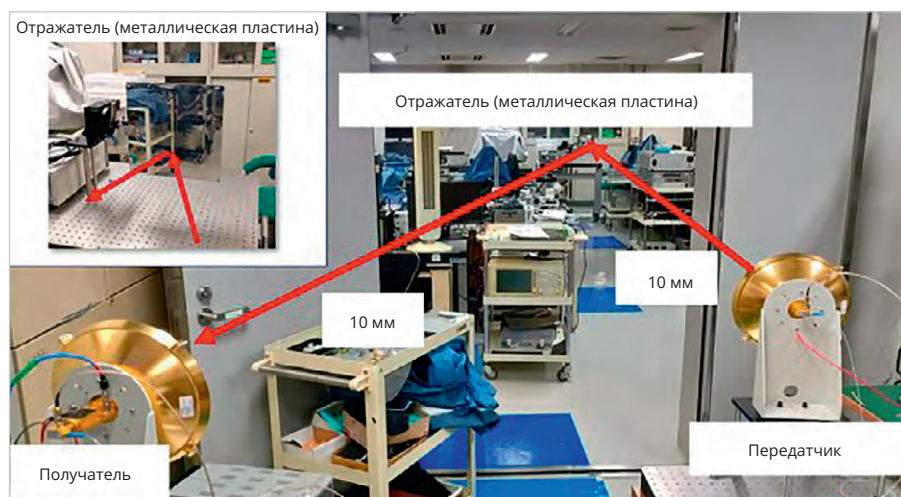 Отражатель (металлическая пластина)
Отражатель (металлическая пластина)
10 мм
10 мм
Получатель
Передатчик